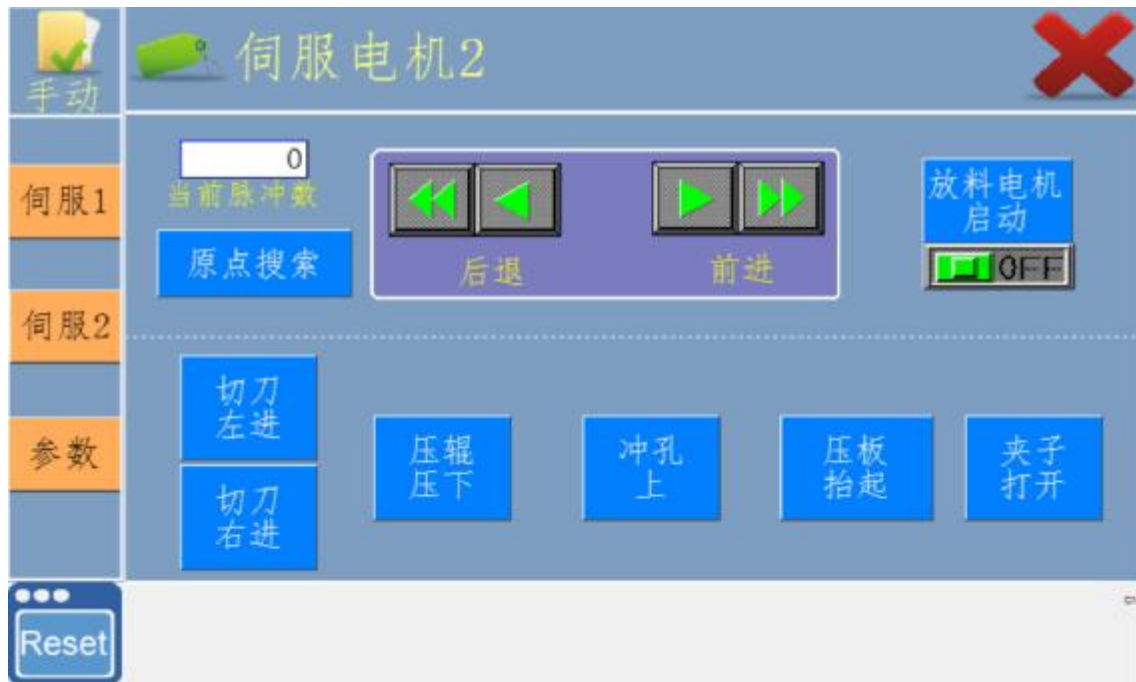 手动
伺服电机2
伺服1
伺服2
参数
0
当前脉冲数
原点搜索
后退
前进
放料电机
启动
OFF
切刀
左进
切刀
右进
压辊
压下
冲孔
上
压板
抬起
夹子
打开
Reset